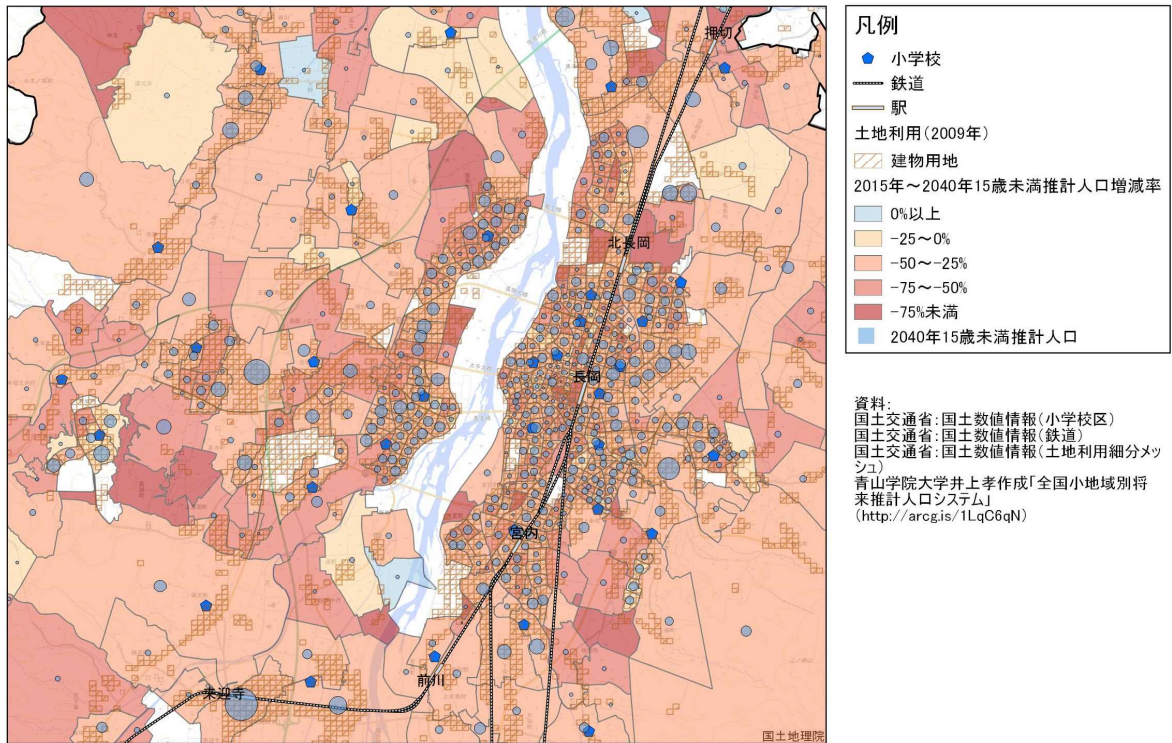 押切
北長岡
長岡
宮内
前川
来迎寺
国土地理院
凡例
小学校
鉄道
駅
土地利用(2009年)
建物用地
2015年~2040年15歳未満推計人口増減率
0%以上
-25~0%
-50~-25%
-75~-50%
-75%未満
2040年15歳未満推計人口
資料:
国土交通省:国土数値情報(小学校区)
国土交通省:国土数値情報(鉄道)
国土交通省:国土数値情報(土地利用細分メッ
シュ)
青山学院大学井上孝作成「全国小地域別将
来推計人口システム」
(http://arcg.is/1LqC6qN)